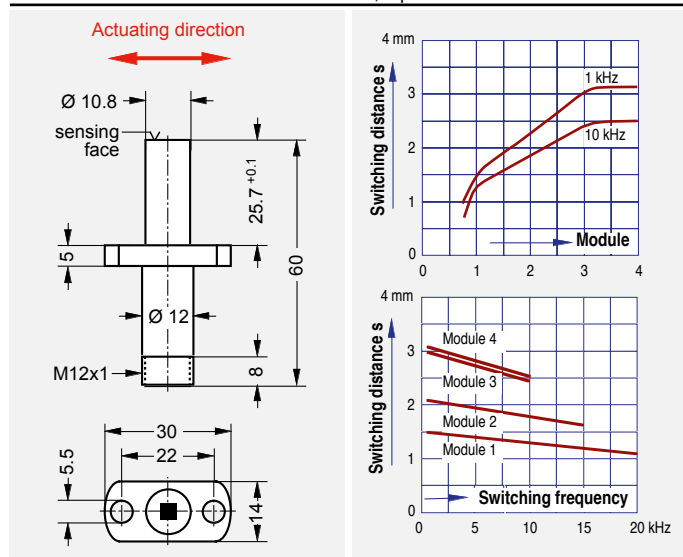 Actuating direction
Ø 10.8
sensing
face
25.7 +0.1
5
60
Ø 12
M12x1
8
30
22
5.5
14
4 mm
3
2
1
0
Switching distance s
1 kHz
10 kHz
Module
0 1 2 3 4
4 mm
3
2
1
0
Switching distance s
Module 4
Module 3
Module 2
Module 1
Switching frequency
0 5 kHz 10 15 20 kHz